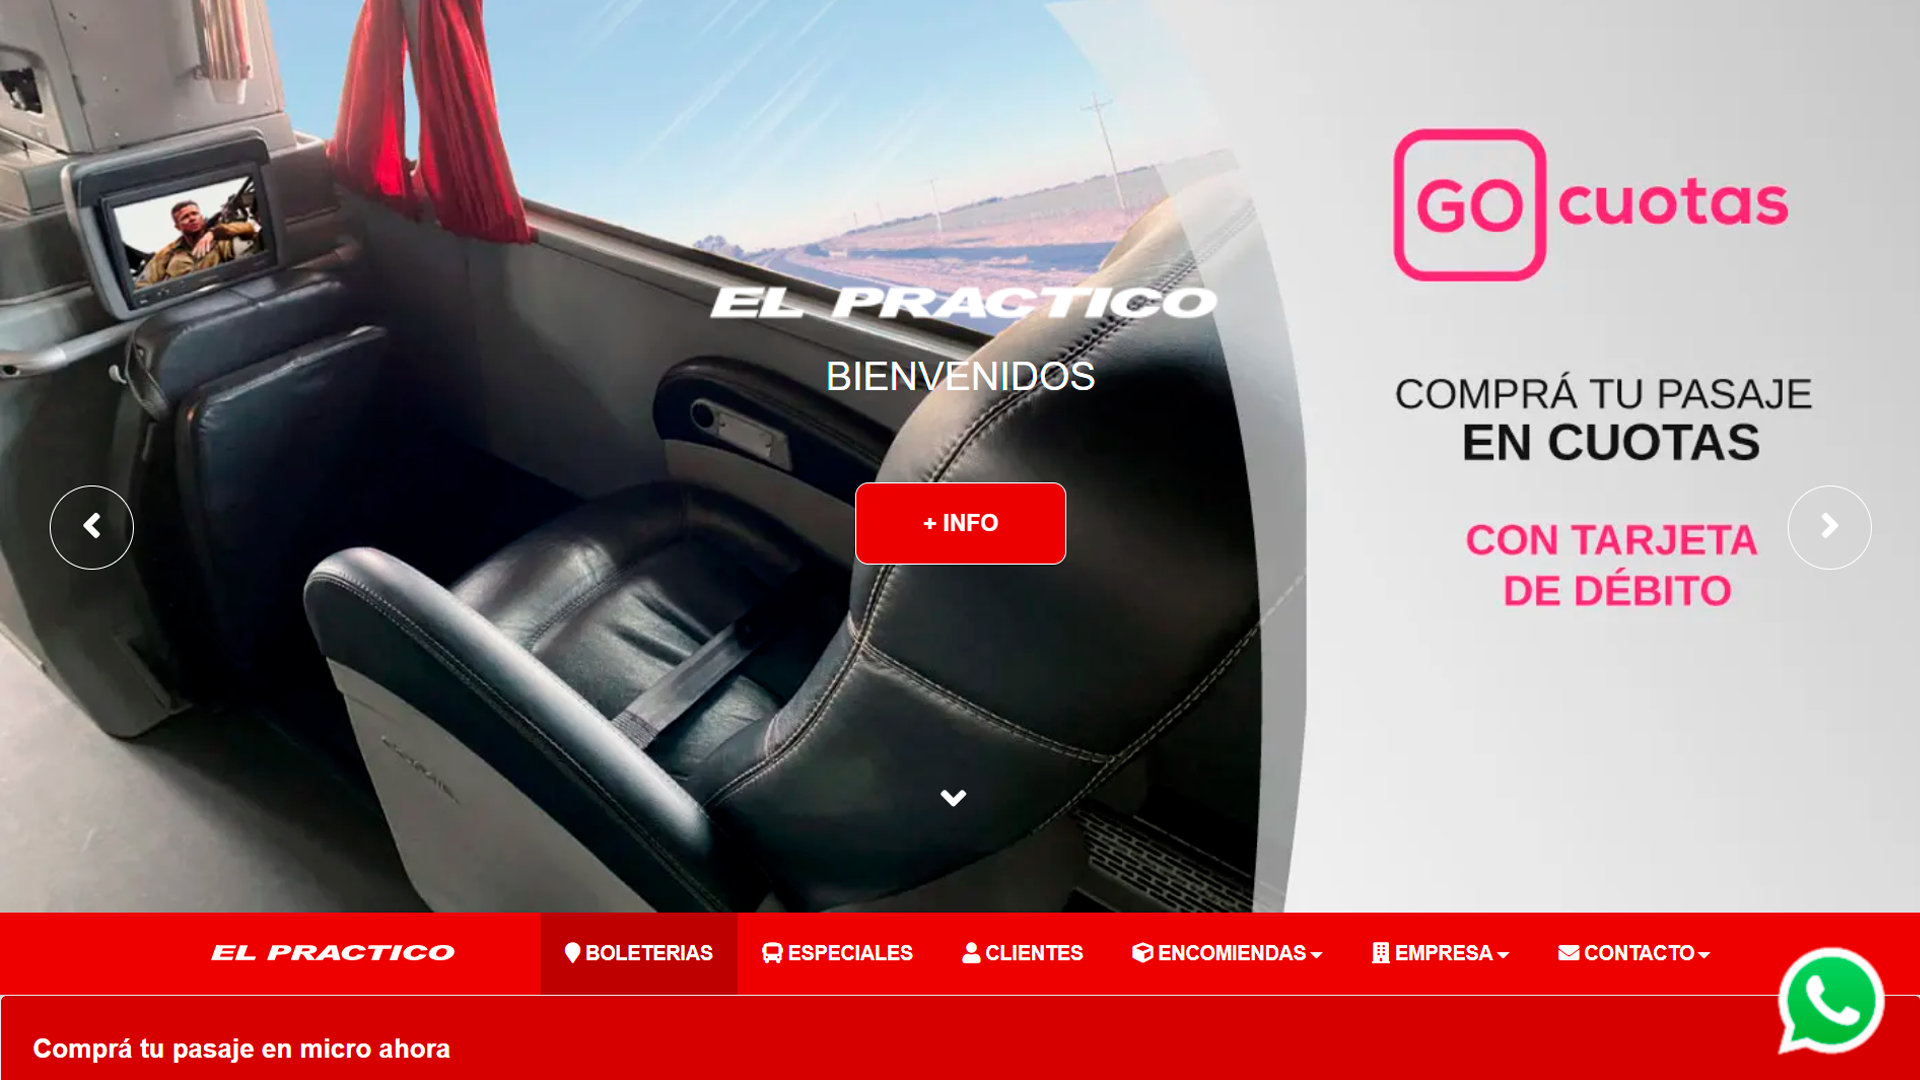 GO cuotas
EL PRACTICO
COMPRÁ TU PASAJE
BIENVENIDOS
EN CUOTAS
+ INFO
CON TARJETA
DE DÉBITO
EL PRACTICO
BOLETERIAS
ESPECIALES
CLIENTES
ENCOMIENDAS
EMPRESA
CONTACTO
Comprá tu pasaje en micro ahora